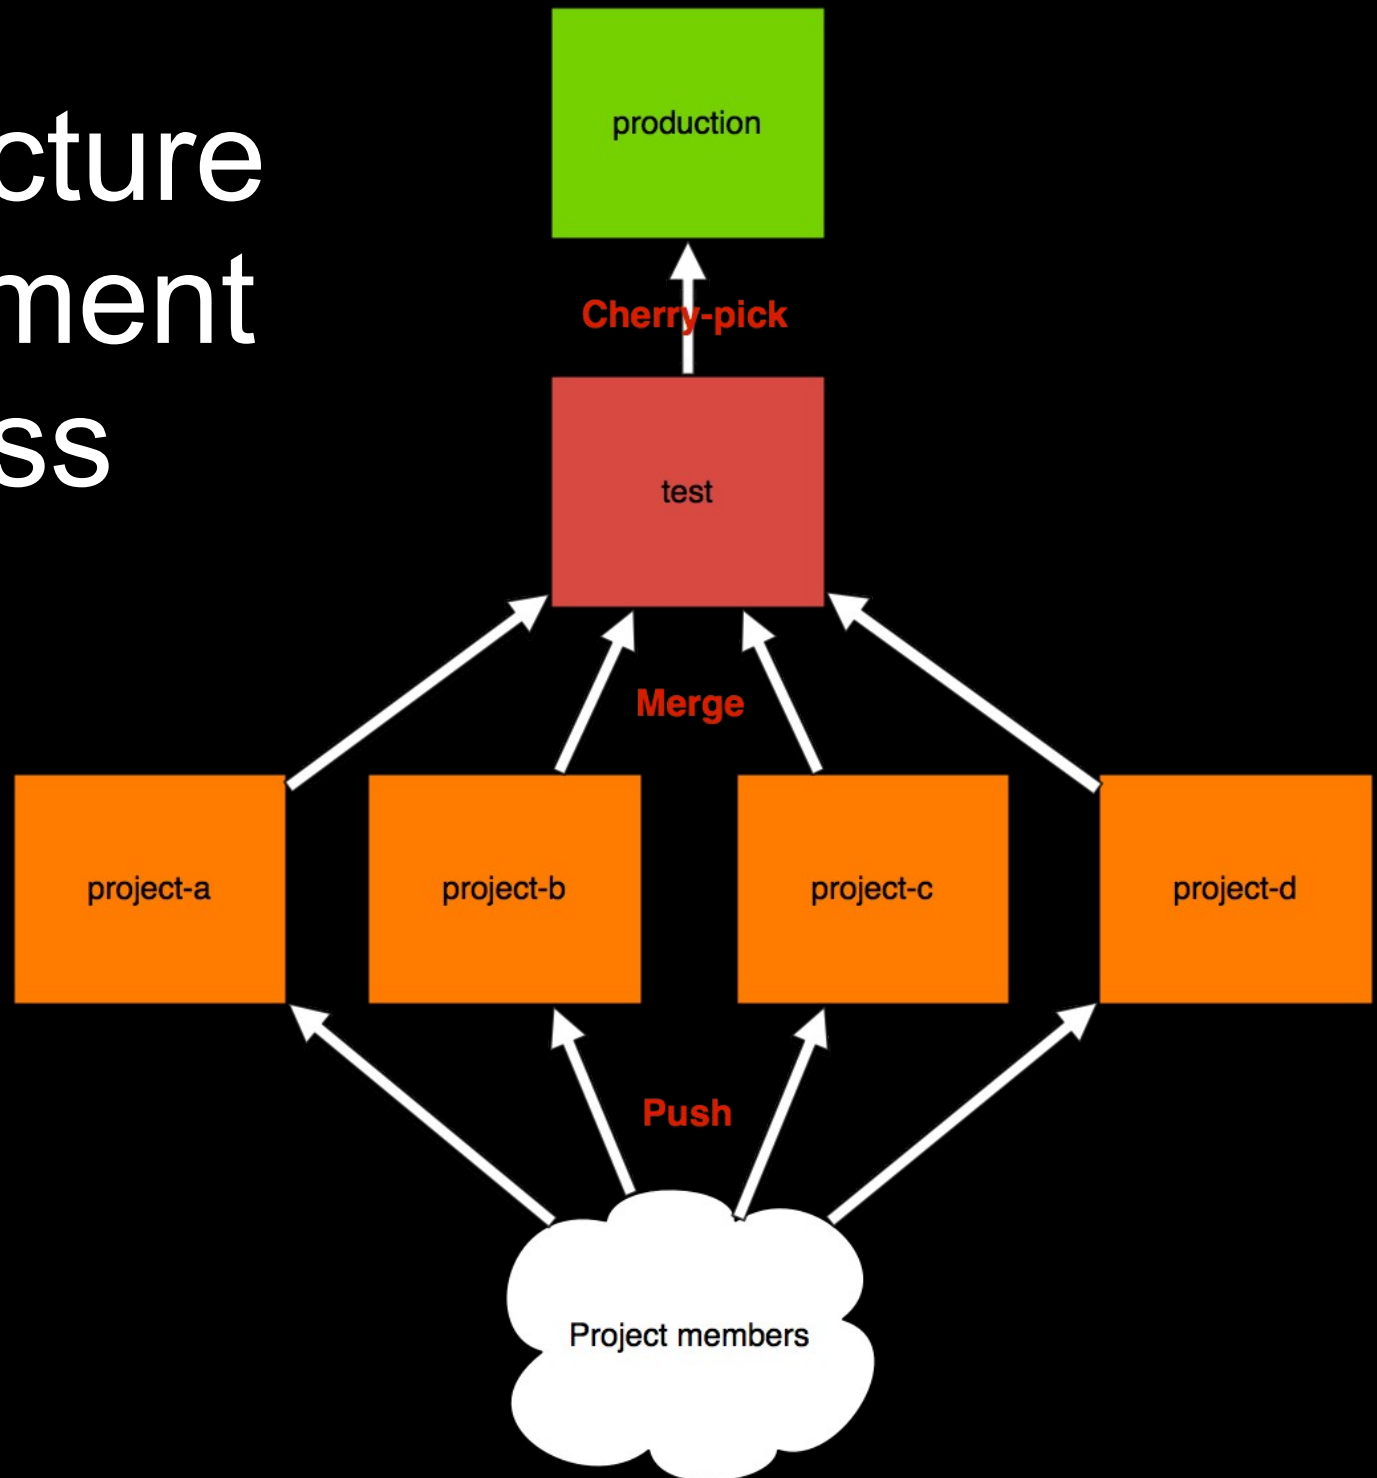 cture
ment
ss
production
Cherry-pick
test
Merge
project-a
project-b
project-c
project-d
Push
Project members